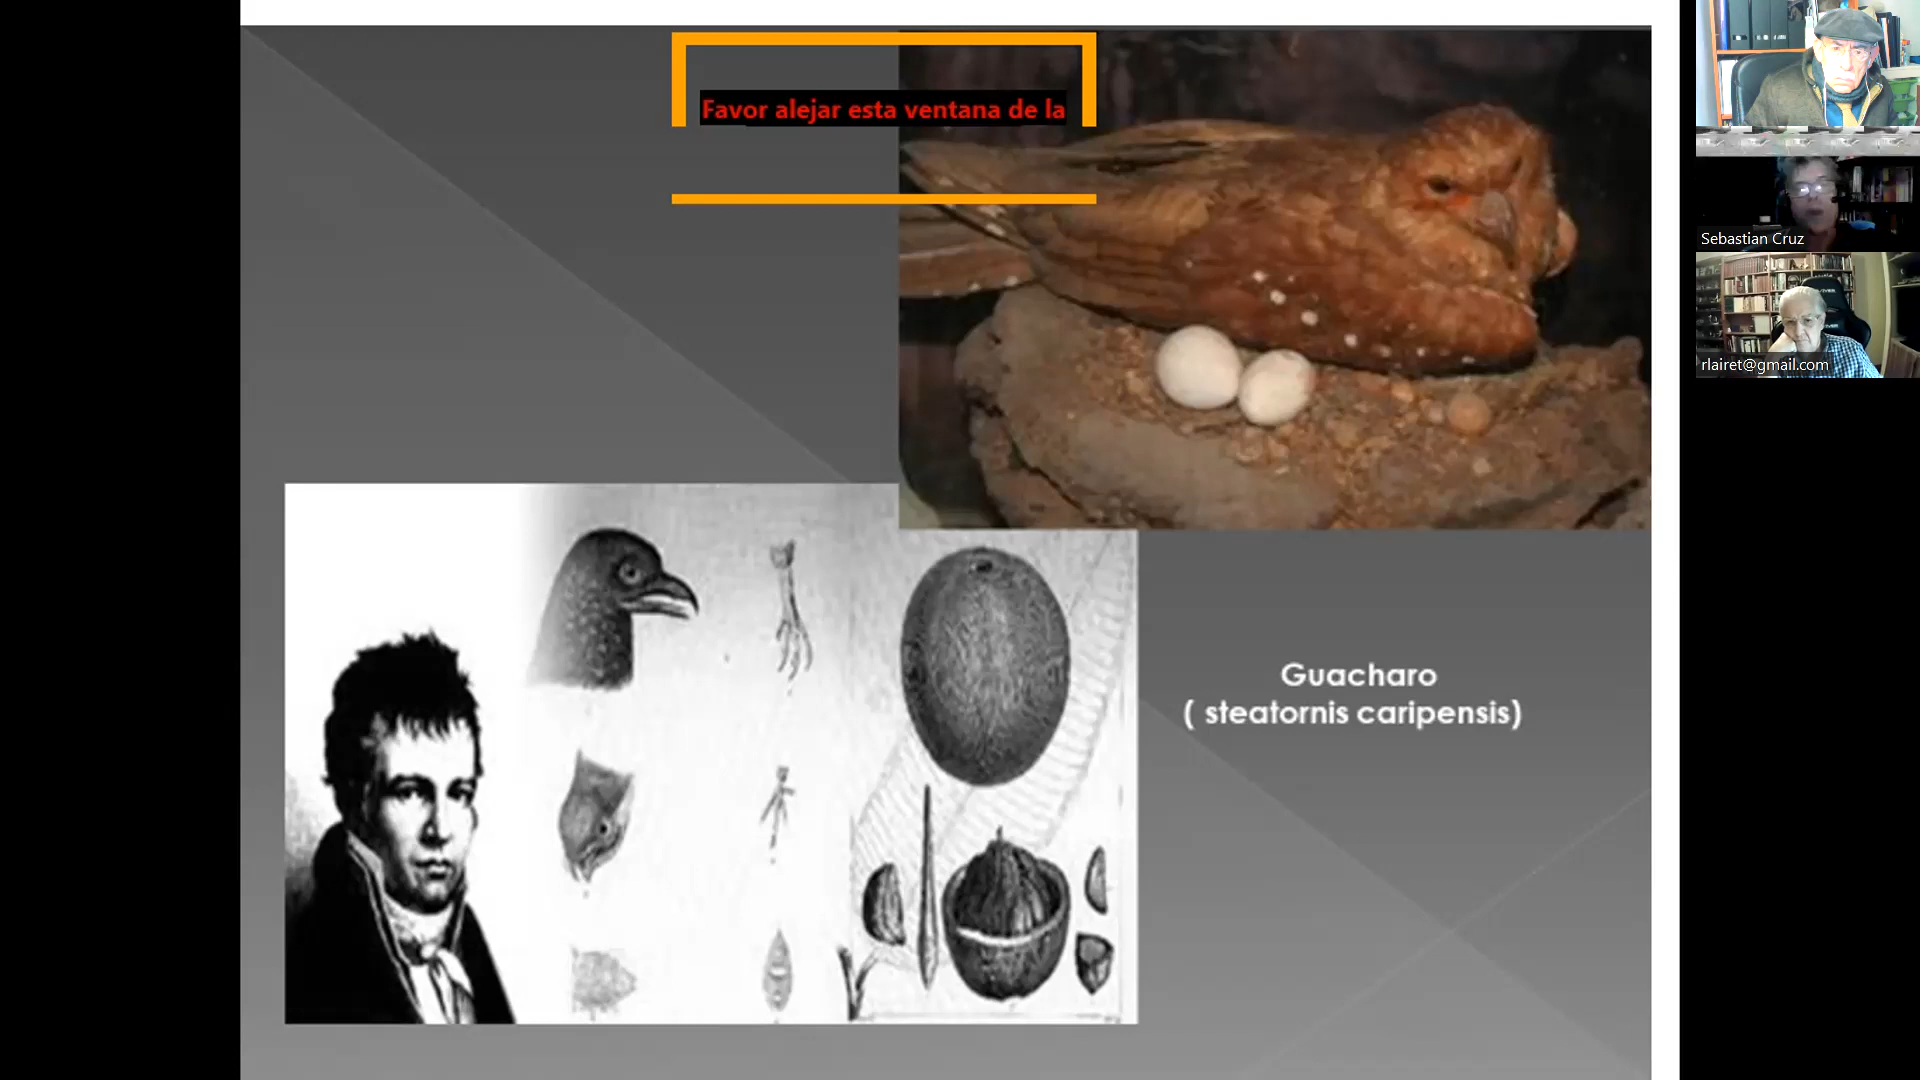 Favor alejar esta ventana de la
Guacharo
( steatornis caripensis)
Sebastian Cruz
rlairet@gmail.com